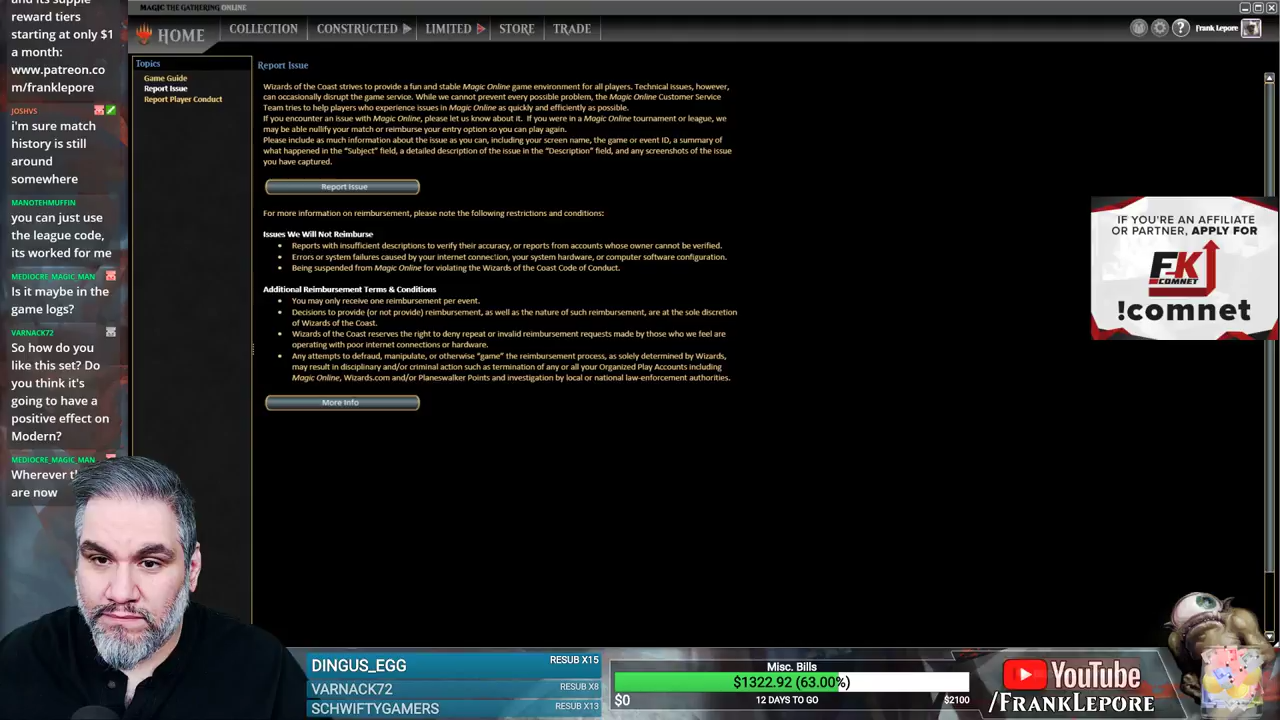 and its supple
readers tiers
starting at only $1
a month:
www.patreon.co
m/franklepore
JOSHVS
i'm sure match
history is still
around
somewhere
MANOTEHMUFFIN
you can just use
the league code,
its worked for me
MEDIOCRE_MAGIC_MAN
Is it maybe in the
game logs?
VARNACK72
So how do you
like this set? Do
you think it's
going to have a
positive effect on
Modern?
MEDIOCRE_MAGIC_MAN
Wherever
are now
MAGIC THE GATHERING ONLINE
HOME
COLLECTION
CONSTRUCTED
LIMITED
STORE
TRADE
?
Frank Lepore
Topics
Game Guide
Report Issue
Report Player Conduct
Report Issue
Wizards of the Coast strives to provide a fun and stable Magic Online game environment for all players. Technical issues, however,
can occasionally disrupt the game service. While we cannot prevent every possible problem, the Magic Online Customer Service
Team tries to help players who experience issues in Magic Online as quickly and efficiently as possible.
If you encounter an issue with Magic Online, please let us know about it. If you were in a Magic Online tournament or league, we
may be able nullify your match or reimburse your entry option so you can play again.
Please include as much information about the issue as you can, including your screen name, the game or event ID, a summary of
what happened in the "Subject" field, a detailed description of the issue in the "Description" field, and any screenshots of the issue
you have captured.
Report Issue
For more information on reimbursement, please note the following restrictions and conditions:
Issues We Will Not Reimburse
• Reports with insufficient descriptions to verify their accuracy, or reports from accounts whose owner cannot be verified.
• Errors or system failures caused by your internet connection, your system hardware, or computer software configuration.
• Being suspended from Magic Online for violating the Wizards of the Coast Code of Conduct.
Additional Reimbursement Terms & Conditions
• You may only receive one reimbursement per event.
• Decisions to provide (or not provide) reimbursement, as well as the nature of such reimbursement, are at the sole discretion
of Wizards of the Coast.
• Wizards of the Coast reserves the right to deny repeat or invalid reimbursement requests made by those who we feel are
operating with poor internet connections or hardware.
• Any attempts to defraud, manipulate, or otherwise "game" the reimbursement process, as solely determined by Wizards,
may result in disciplinary and/or criminal action such as termination of any or all your Organized Play Accounts including
Magic Online, Wizards.com and/or Planeswalker Points and investigation by local or national law-enforcement authorities.
More Info
IF YOU'RE AN AFFILIATE
OR PARTNER, APPLY FOR
COMNET
!comnet
DINGUS_EGG RESUB X15
VARNACK72 RESUB X8
SCHWIFTYGAMERS RESUB X13
Misc. Bills
$1322.92 (63.00%)
$0 12 DAYS TO GO $2100
YouTube
/FRANKLEPORE